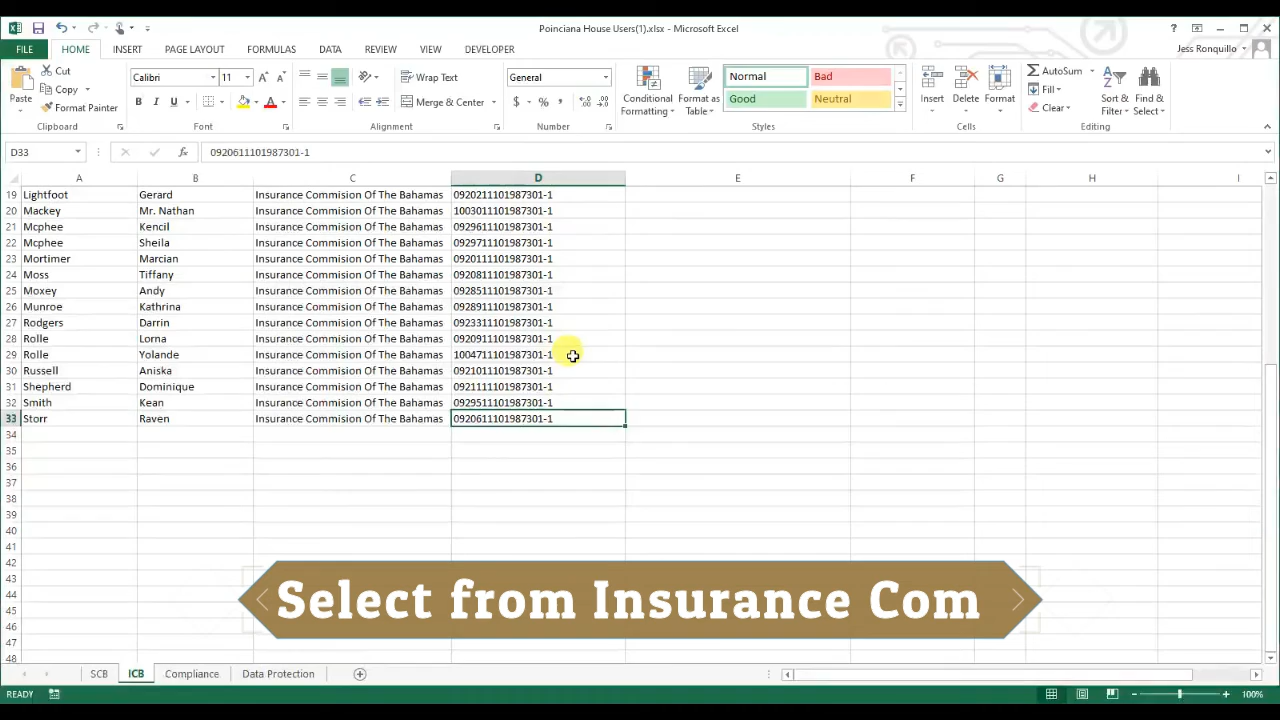 Poinciana House Users(1).xlsx - Microsoft Excel
FILE HOME INSERT PAGE LAYOUT FORMULAS DATA REVIEW VIEW DEVELOPER
Jess Ronquillo
Paste
Cut
Copy
Format Painter
Clipboard
Calibri 11
B I U
Font
Wrap Text
Merge & Center
Alignment
General
$ % ,
Number
Conditional Formatting
Format as Table
Normal Bad
Good Neutral
Styles
Insert Delete Format
Cells
AutoSum
Fill
Clear
Sort & Filter
Find & Select
Editing
D33 fx 0920611101987301-1
A B C D E F G H I
19 Lightfoot Gerard Insurance Commision Of The Bahamas 0920211101987301-1
20 Mackey Mr. Nathan Insurance Commision Of The Bahamas 1003011101987301-1
21 Mcphee Kencil Insurance Commision Of The Bahamas 0929611101987301-1
22 Mcphee Sheila Insurance Commision Of The Bahamas 0929711101987301-1
23 Mortimer Marcian Insurance Commision Of The Bahamas 0920111101987301-1
24 Moss Tiffany Insurance Commision Of The Bahamas 0920811101987301-1
25 Moxey Andy Insurance Commision Of The Bahamas 0928511101987301-1
26 Munroe Kathrina Insurance Commision Of The Bahamas 0928911101987301-1
27 Rodgers Darrin Insurance Commision Of The Bahamas 0923311101987301-1
28 Rolle Lorna Insurance Commision Of The Bahamas 0920911101987301-1
29 Rolle Yolande Insurance Commision Of The Bahamas 1004711101987301-1
30 Russell Aniska Insurance Commision Of The Bahamas 0921011101987301-1
31 Shepherd Dominique Insurance Commision Of The Bahamas 0921111101987301-1
32 Smith Kean Insurance Commision Of The Bahamas 0929511101987301-1
33 Storr Raven Insurance Commision Of The Bahamas 0920611101987301-1
34
35
36
37
38
39
40
41
42
43
44
45
46
47
48
Select from Insurance Com
SCB ICB Compliance Data Protection
READY
100%